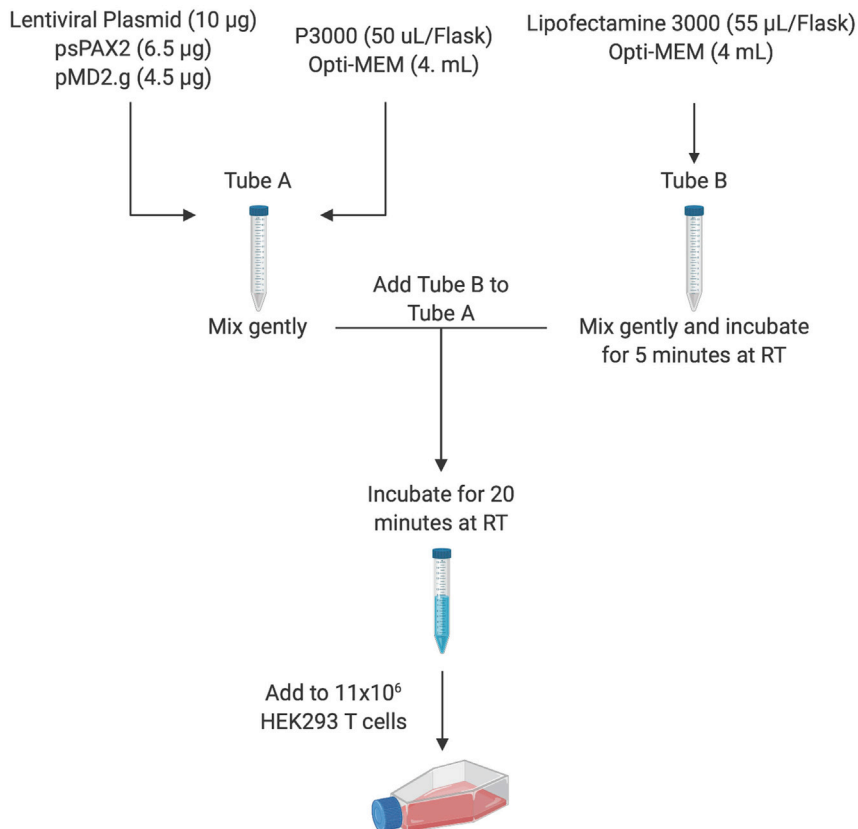 Lentiviral Plasmid (10 µg)
psPAX2 (6.5 µg)
pMD2.g (4.5 µg)
P3000 (50 uL/Flask)
Opti-MEM (4. mL)
Lipofectamine 3000 (55 µL/Flask)
Opti-MEM (4 mL)
Tube A
Tube B
Mix gently
Add Tube B to
Tube A
Mix gently and incubate
for 5 minutes at RT
Incubate for 20
minutes at RT
Add to 11x10⁶
HEK293 T cells